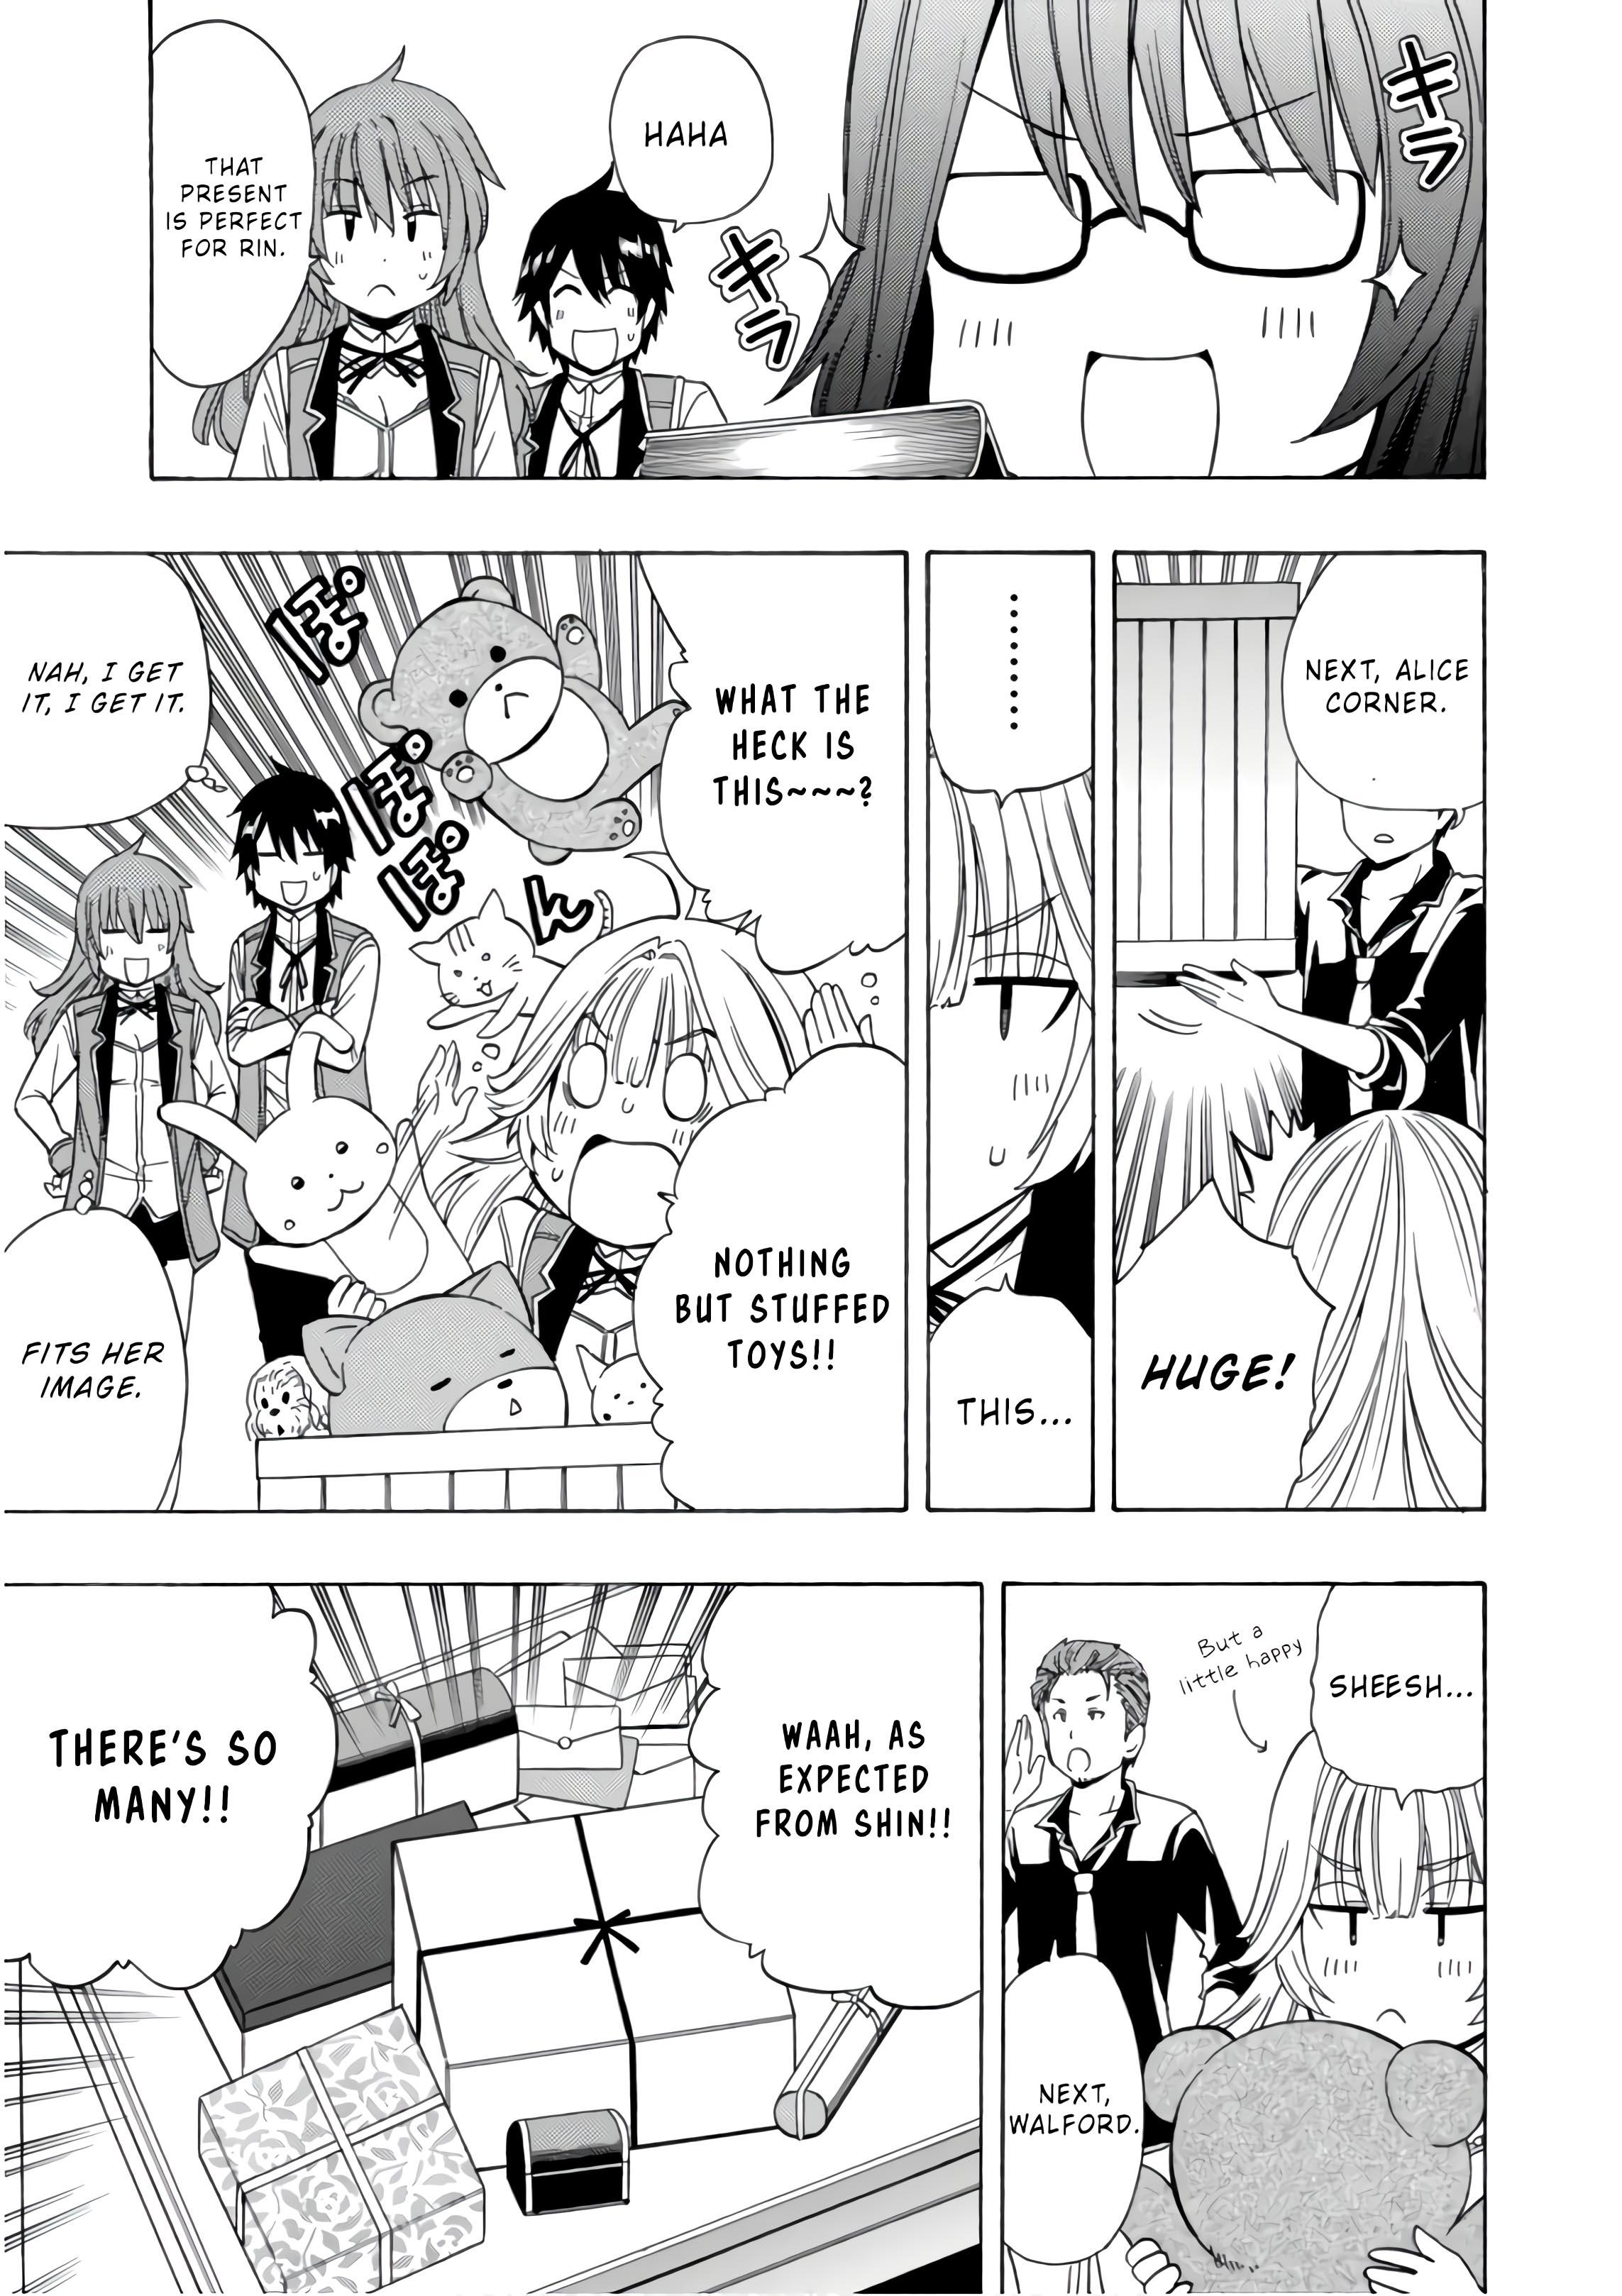 キラ
HAHA
キラ
THAT
PRESENT
IS PERFECT
FOR RIN.
NEXT, ALICE
CORNER.
HUGE!
..........
THIS...
WHAT THE
HECK IS
THIS~~~?
ぽ
ぽ
ぽ
ん
NOTHING
BUT STUFFED
TOYS!!
NAH, I GET
IT, I GET IT.
FITS HER
IMAGE.
SHEESH...
But a
little happy
NEXT,
WALFORD.
WAAH, AS
EXPECTED
FROM SHIN!!
THERE'S SO
MANY!!